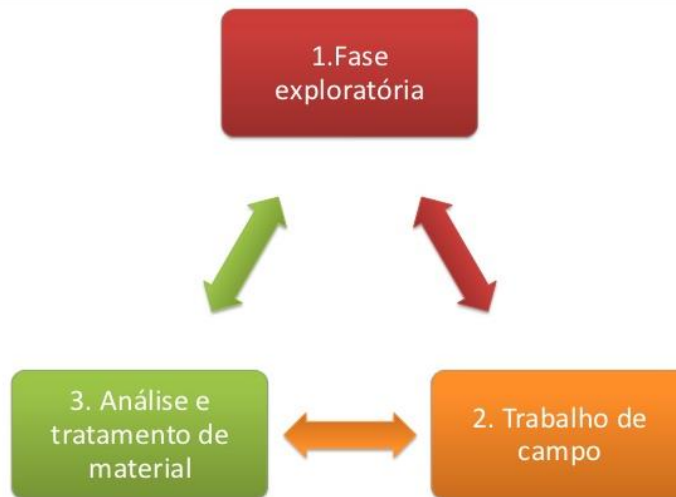 1.Fase
exploratória
3. Análise e
tratamento de
material
2. Trabalho de
campo